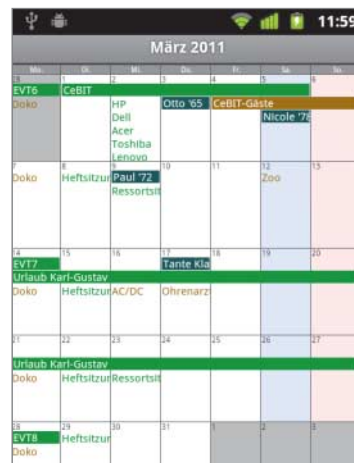 11:59
März 2011
Mo. Di. Mi. Do. Fr. Sa. So.
28 1 2 3 4 5 6
EVT6 CeBIT
Doko HP Otto '65 CeBIT-Gäste
Dell Nicole '78
Acer
Toshiba
Lenovo
7 8 9 10 11 12 13
Doko Heftsitzur Paul '72 Zoo
Ressortsit
14 15 16 17 18 19 20
EVT7 Tante Kla
Urlaub Karl-Gustav
Doko Heftsitzur AC/DC Ohrenarz
21 22 23 24 25 26 27
Urlaub Karl-Gustav
Doko Heftsitzur Ressortsit
28 29 30 31 1 2 3
EVT8 Heftsitzur
Doko